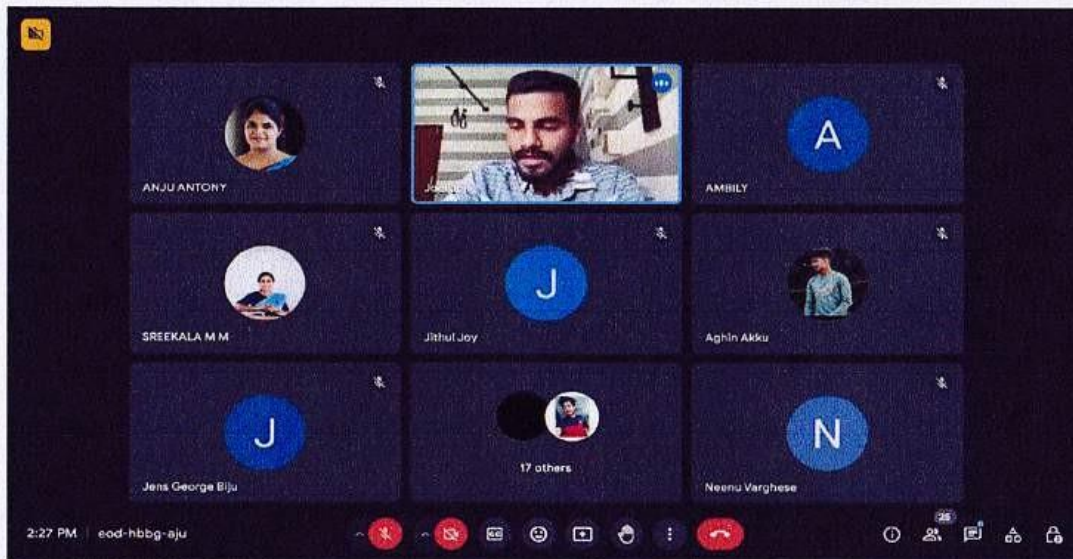 ANJU ANTONY
A
AMBILY
SREEKALA M M
J
Jithul Joy
Aghin Akku
J
Jens George Biju
17 others
N
Neenu Varghese
2:27 PM | eod-hbbg-aju
CC
25